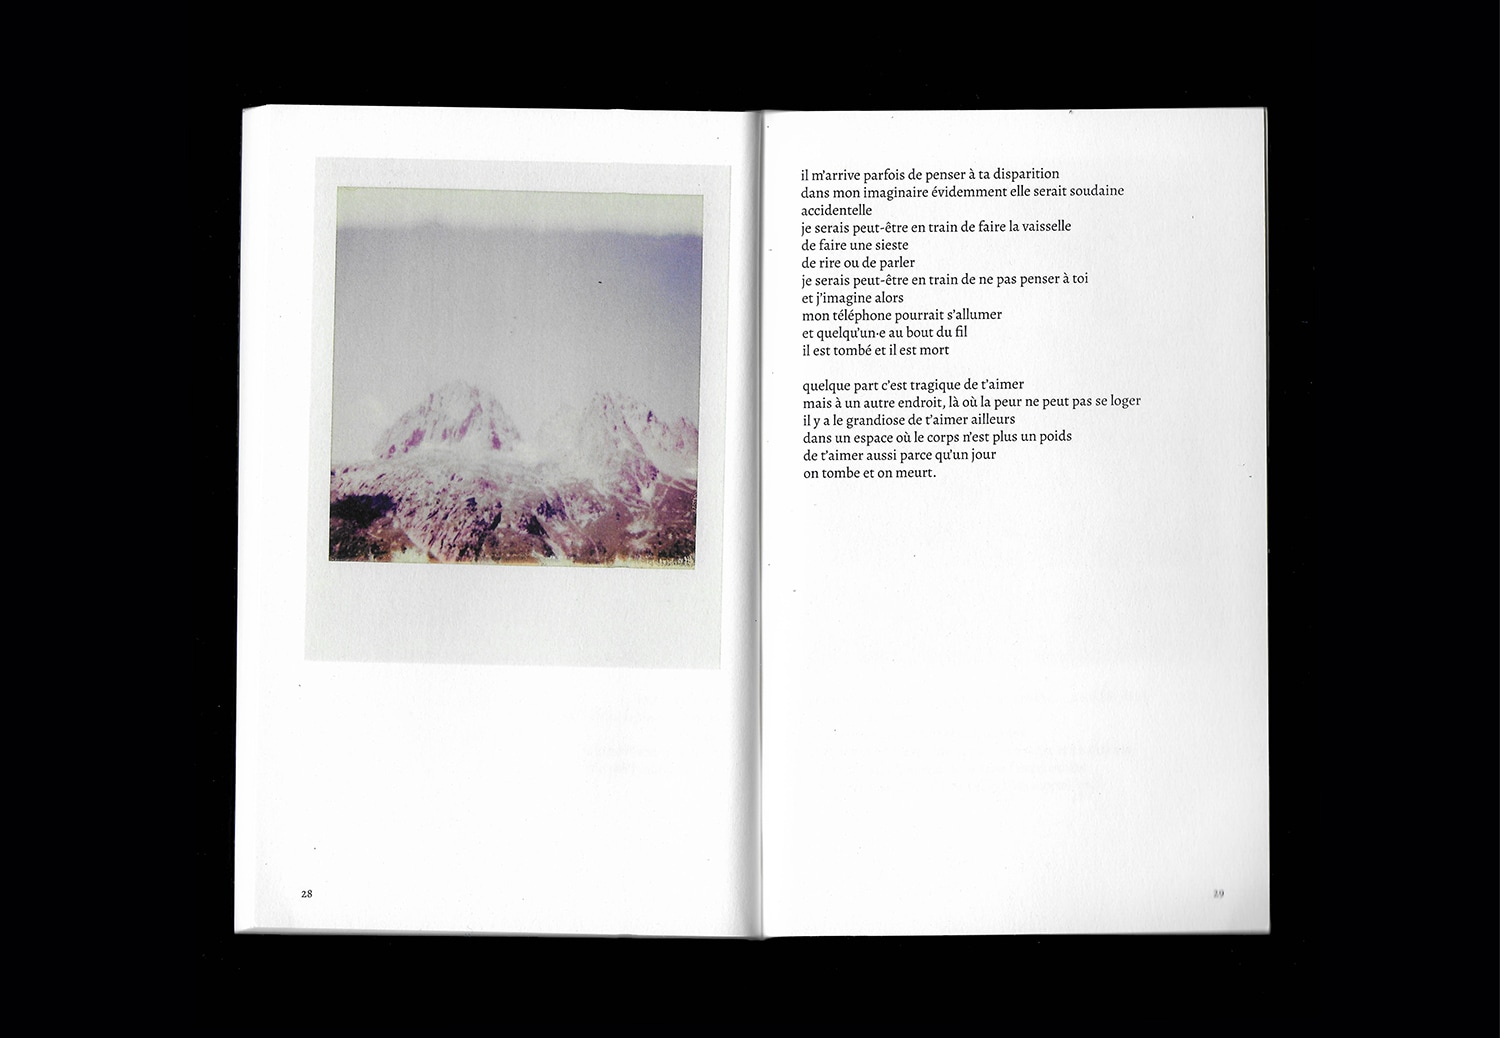 il m'arrive parfois de penser à ta disparition
dans mon imaginaire évidemment elle serait soudaine
accidentelle
je serais peut-être en train de faire la vaisselle
de faire une sieste
de rire ou de parler
je serais peut-être en train de ne pas penser à toi
et j'imagine alors
mon téléphone pourrait s'allumer
et quelqu'un·e au bout du fil
il est tombé et il est mort
quelque part c'est tragique de t'aimer
mais à un autre endroit, là où la peur ne peut pas se loger
il y a le grandiose de t'aimer ailleurs
dans un espace où le corps n'est plus un poids
de t'aimer aussi parce qu'un jour
on tombe et on meurt.
28
29